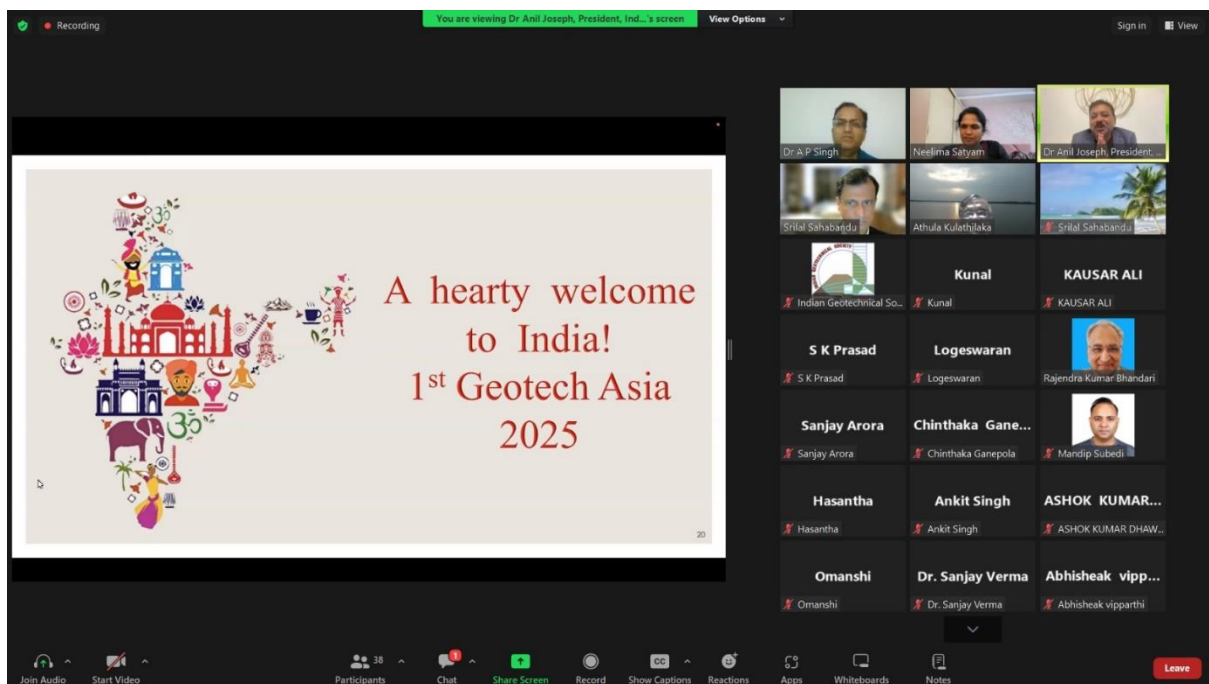 Recording
You are viewing Dr Anil Joseph, President, Ind...'s screen
View Options
Sign in
View
A hearty welcome
to India!
1st Geotech Asia
2025
20
ॐ
ॐ
Dr A P Singh
Neelima Satyam
Dr Anil Joseph, President, ...
Srilal Sahabandu
Athula Kulathilaka
Srilal Sahabandu
Indian Geotechnical So...
Kunal
Kunal
KAUSAR ALI
KAUSAR ALI
S K Prasad
S K Prasad
Logeswaran
Logeswaran
Rajendra Kumar Bhandari
Sanjay Arora
Sanjay Arora
Chinthaka Gane...
Chinthaka Ganepola
Mandip Subedi
Hasantha
Hasantha
Ankit Singh
Ankit Singh
ASHOK KUMAR...
ASHOK KUMAR DHAW...
Omanshi
Omanshi
Dr. Sanjay Verma
Dr. Sanjay Verma
Abhisheak vipp...
Abhisheak vipparthi
Join Audio
Start Video
38
Participants
1
Chat
Share Screen
Record
CC
Show Captions
Reactions
Apps
Whiteboards
Notes
Leave